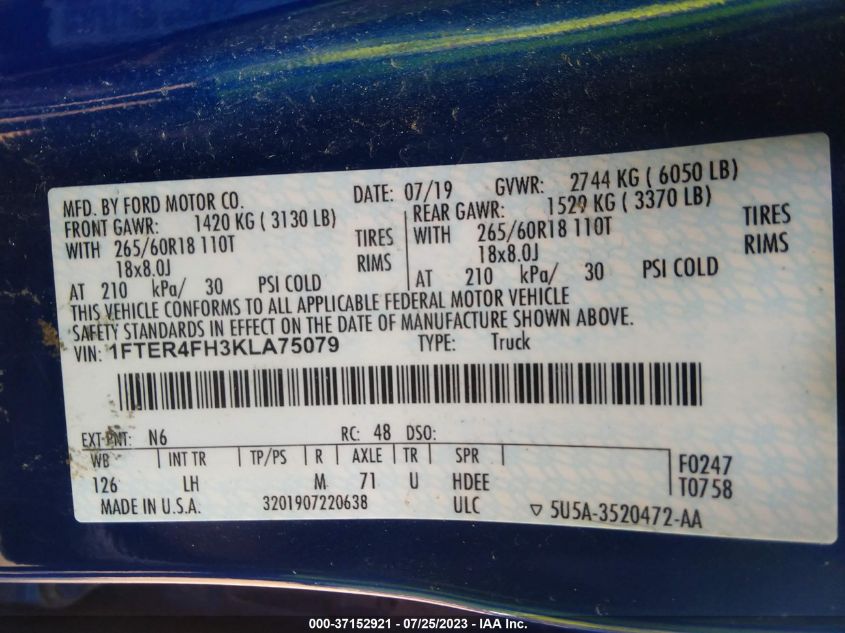 MFD. BY FORD MOTOR CO. DATE: 07/19 GVWR: 2744 KG ( 6050 LB)
FRONT GAWR: 1420 KG ( 3130 LB) REAR GAWR: 1529 KG ( 3370 LB)
WITH 265/60R18 110T TIRES WITH 265/60R18 110T TIRES
18x8.0J RIMS 18x8.0J RIMS
AT 210 kPa/ 30 PSI COLD AT 210 kPa/ 30 PSI COLD
THIS VEHICLE CONFORMS TO ALL APPLICABLE FEDERAL MOTOR VEHICLE
SAFETY STANDARDS IN EFFECT ON THE DATE OF MANUFACTURE SHOWN ABOVE.
VIN: 1FTER4FH3KLA75079 TYPE: Truck
EXT PNT: N6 RC: 48 DSO:
WB INT TR TP/PS R AXLE TR SPR F0247
126 LH M 71 U HDEE T0758
MADE IN U.S.A. 3201907220638 ULC ▽ 5U5A-3520472-AA
000-37152921 - 07/25/2023 - IAA Inc.